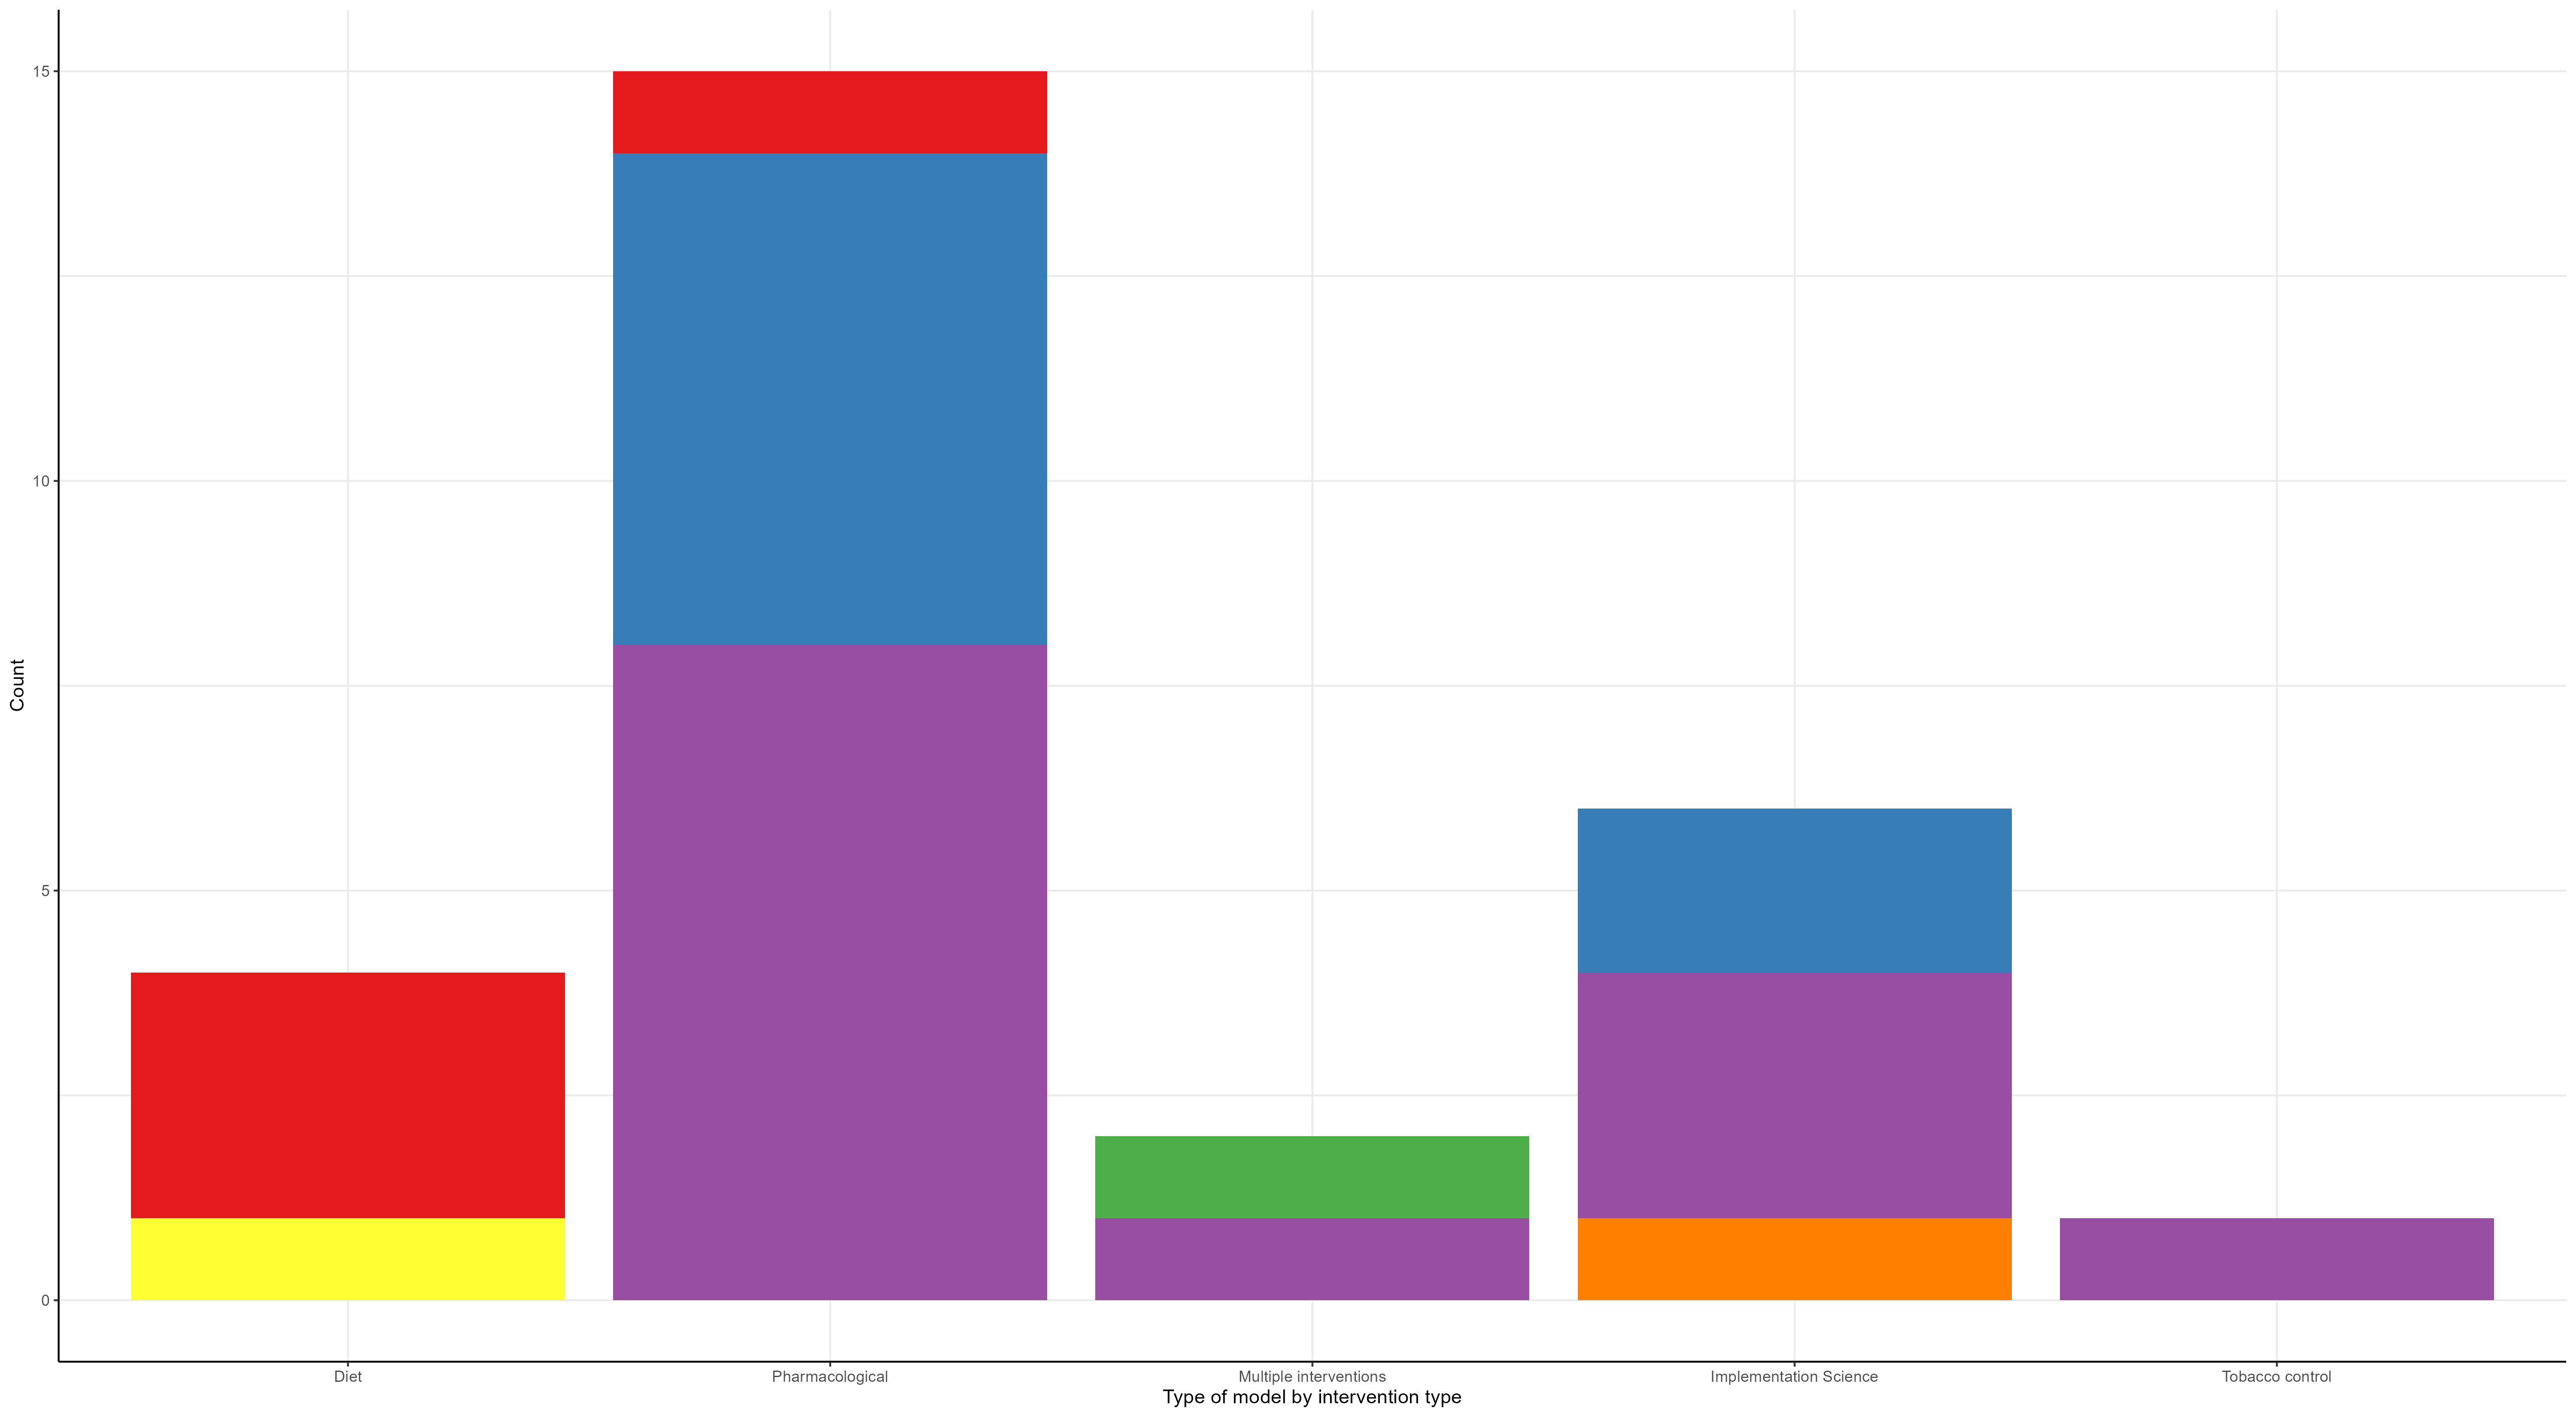 15
10
5
0
Count
Diet
Pharmacological
Multiple interventions
Implementation Science
Tobacco control
Type of model by intervention type